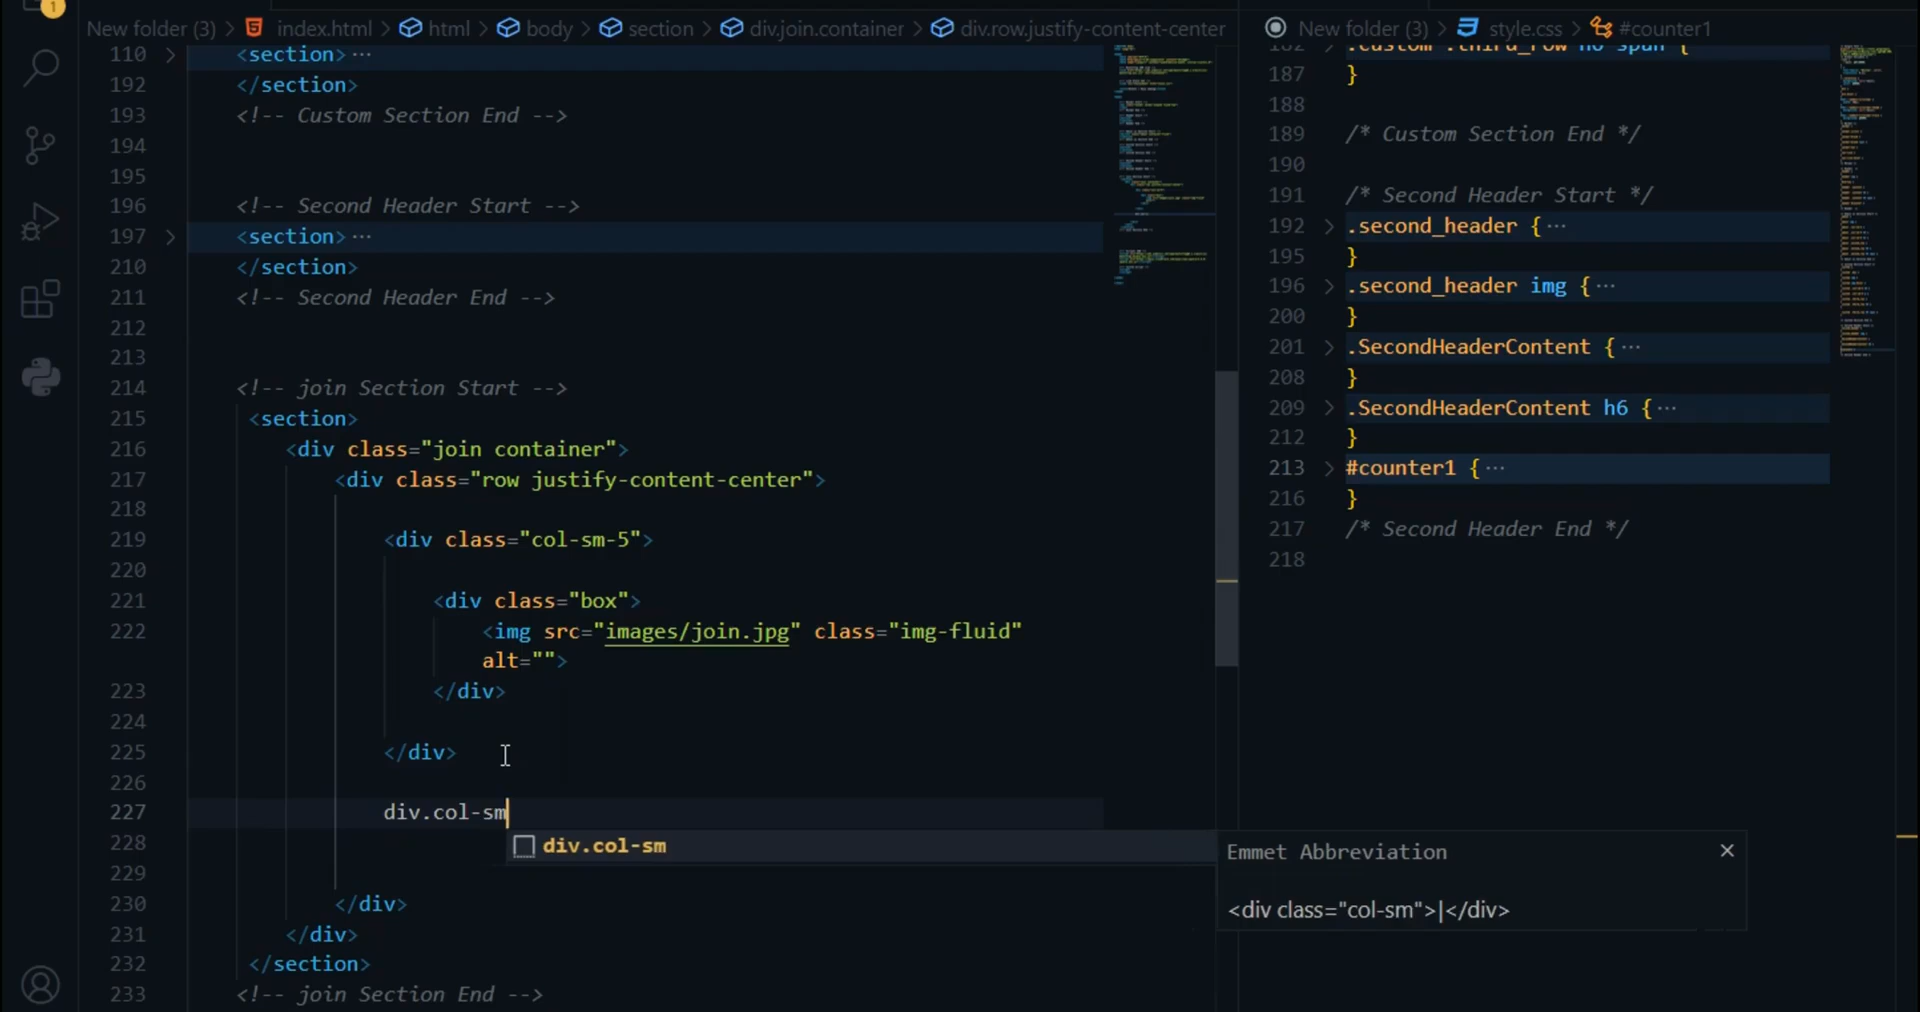 1
New folder (3) > index.html > html > body > section > div.join.container > div.row.justify-content-center
110 > <section> ...
192 </section>
193 <!-- Custom Section End -->
194
195
196 <!-- Second Header Start -->
197 > <section> ...
210 </section>
211 <!-- Second Header End -->
212
213
214 <!-- join Section Start -->
215 <section>
216 <div class="join container">
217 <div class="row justify-content-center">
218
219 <div class="col-sm-5">
220
221 <div class="box">
222 <img src="images/join.jpg" class="img-fluid"
alt="">
223 </div>
224
225 </div>
226
227 div.col-sm
div.col-sm
228
229
230 </div>
231 </div>
232 </section>
233 <!-- join Section End -->
New folder (3) > style.css > #counter1
182 > .custom .third_row h6 span {
187 }
188
189 /* Custom Section End */
190
191 /* Second Header Start */
192 > .second_header { ...
195 }
196 > .second_header img { ...
200 }
201 > .SecondHeaderContent { ...
208 }
209 > .SecondHeaderContent h6 { ...
212 }
213 > #counter1 { ...
216 }
217 /* Second Header End */
218
Emmet Abbreviation
<div class="col-sm">|</div>